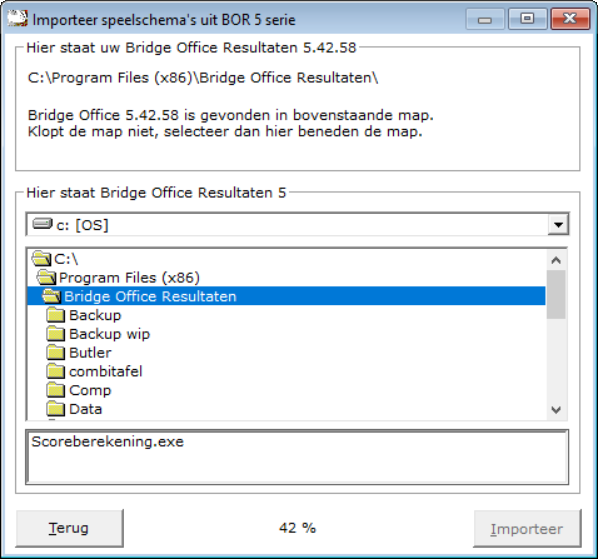 Importeer speelschema's uit BOR 5 serie
Hier staat uw Bridge Office Resultaten 5.42.58
C:\Program Files (x86)\Bridge Office Resultaten\
Bridge Office 5.42.58 is gevonden in bovenstaande map.
Klopt de map niet, selecteer dan hier beneden de map.
Hier staat Bridge Office Resultaten 5
c: [OS]
C:\
Program Files (x86)
Bridge Office Resultaten
Backup
Backup wip
Butler
combitafel
Comp
Data
Scoreberekening.exe
Terug
42 %
Importeer